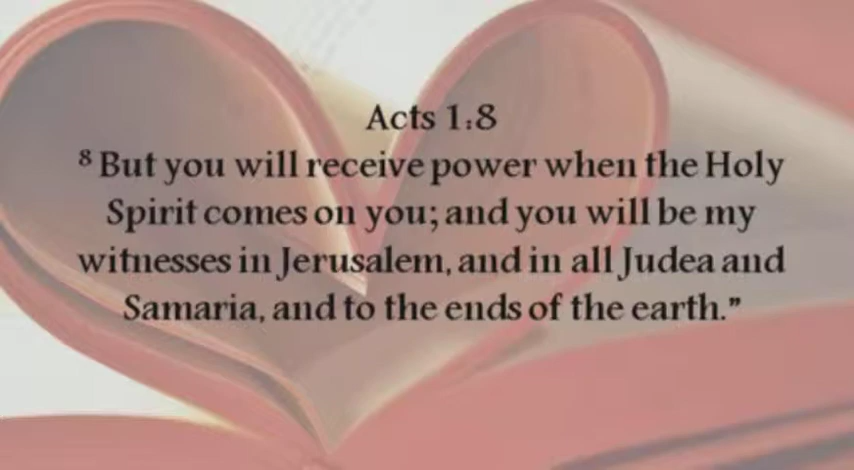 Acts 1:8
⁸ But you will receive power when the Holy
Spirit comes on you; and you will be my
witnesses in Jerusalem, and in all Judea and
Samaria, and to the ends of the earth.”